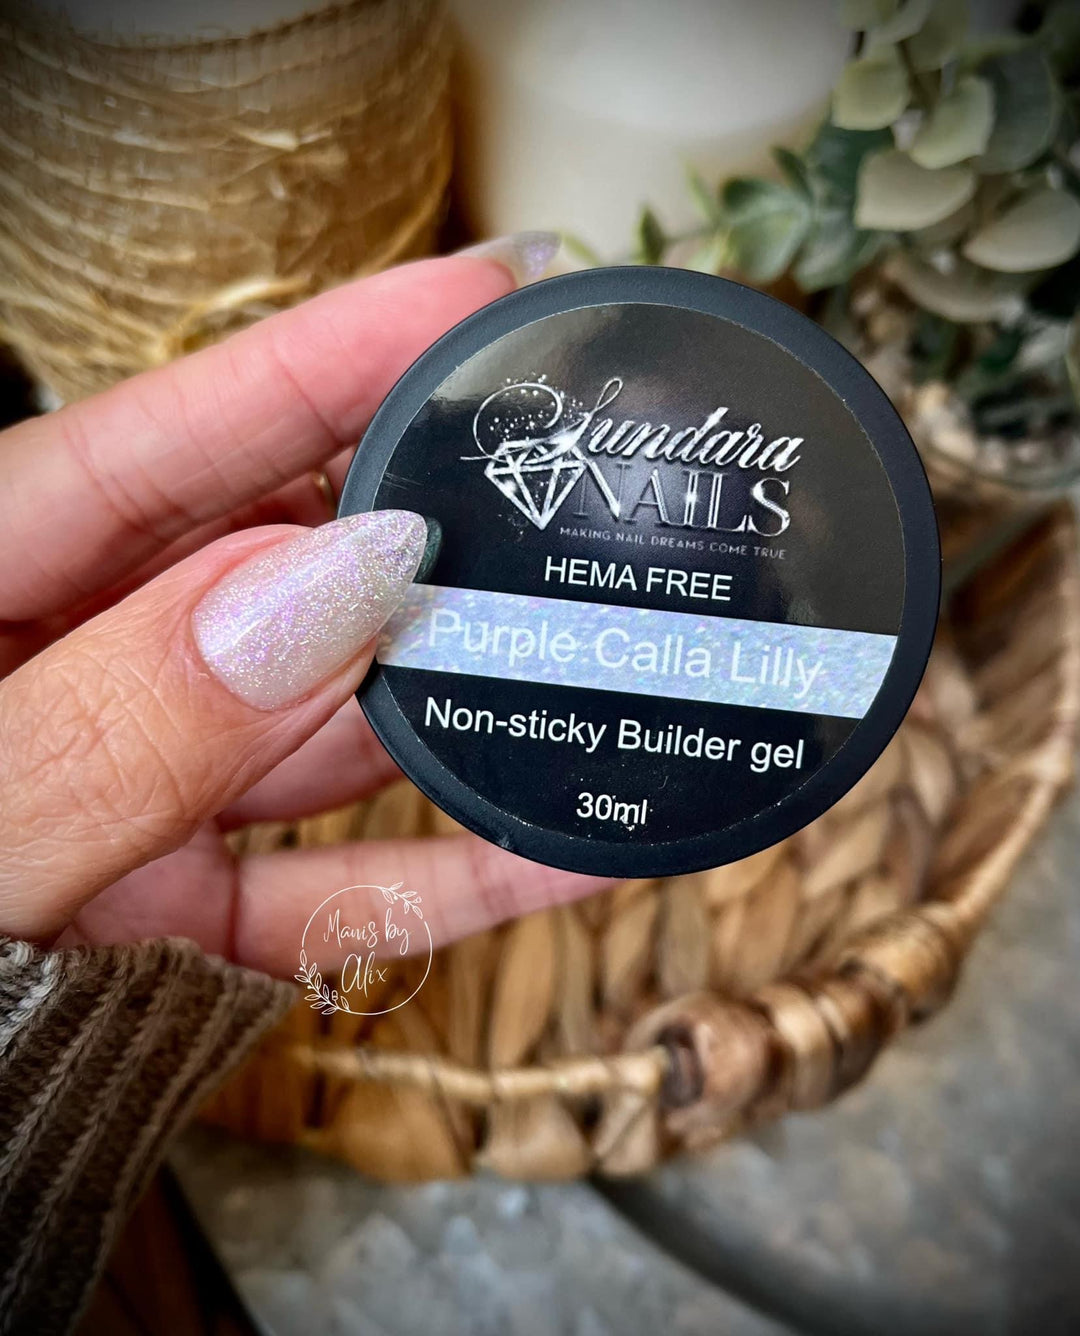 Sundara
NAILS
MAKING NAIL DREAMS COME TRUE
HEMA FREE
Purple Calla Lilly
Non-sticky Builder gel
30ml
Manis by
Alix